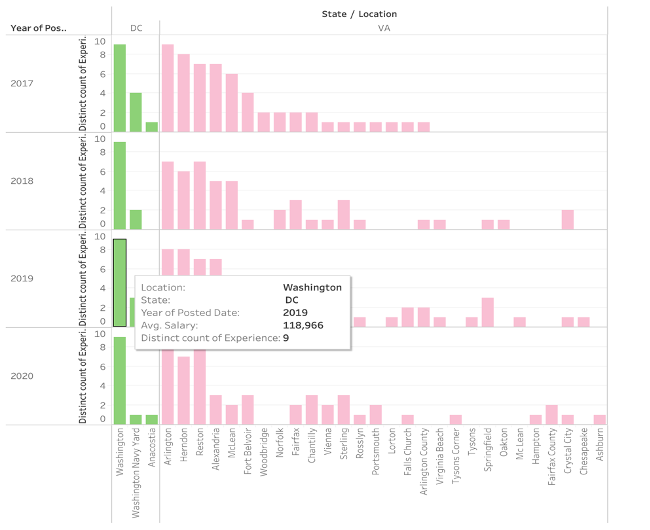 State / Location
Year of Pos..
DC
VA
2017
Distinct count of Experi..
10
8
6
4
2
0
2018
Distinct count of Experi..
10
8
6
4
2
0
2019
Distinct count of Experi..
10
8
6
4
2
0
Location: Washington
State: DC
Year of Posted Date: 2019
Avg. Salary: 118,966
Distinct count of Experience: 9
2020
Distinct count of Experi..
10
8
6
4
2
0
Washington
Washington Navy Yard
Anacostia
Arlington
Herndon
Reston
Alexandria
McLean
Fort Belvoir
Woodbridge
Norfolk
Fairfax
Chantilly
Vienna
Sterling
Rosslyn
Portsmouth
Lorton
Falls Church
Arlington County
Virginia Beach
Tysons Corner
Tysons
Springfield
Oakton
Mc Lean
Hampton
Fairfax County
Crystal City
Chesapeake
Ashburn